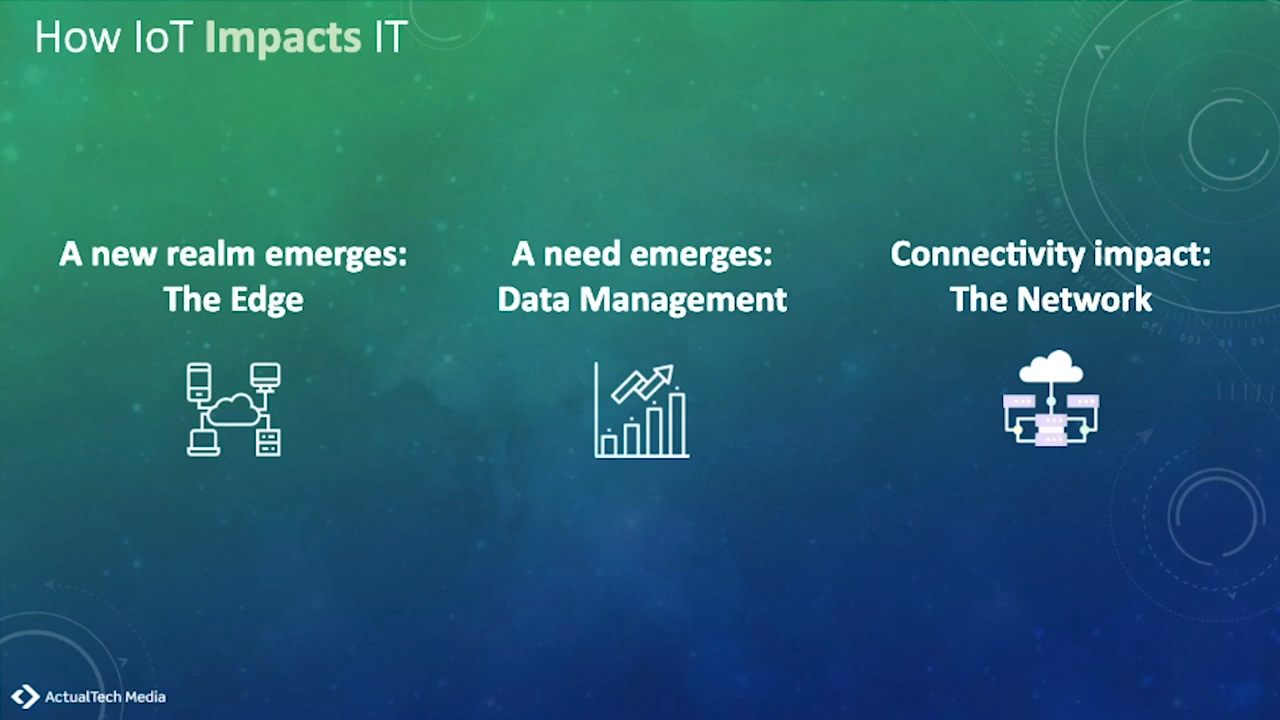 How IoT Impacts IT
A new realm emerges:
The Edge
A need emerges:
Data Management
Connectivity impact:
The Network
ActualTech Media